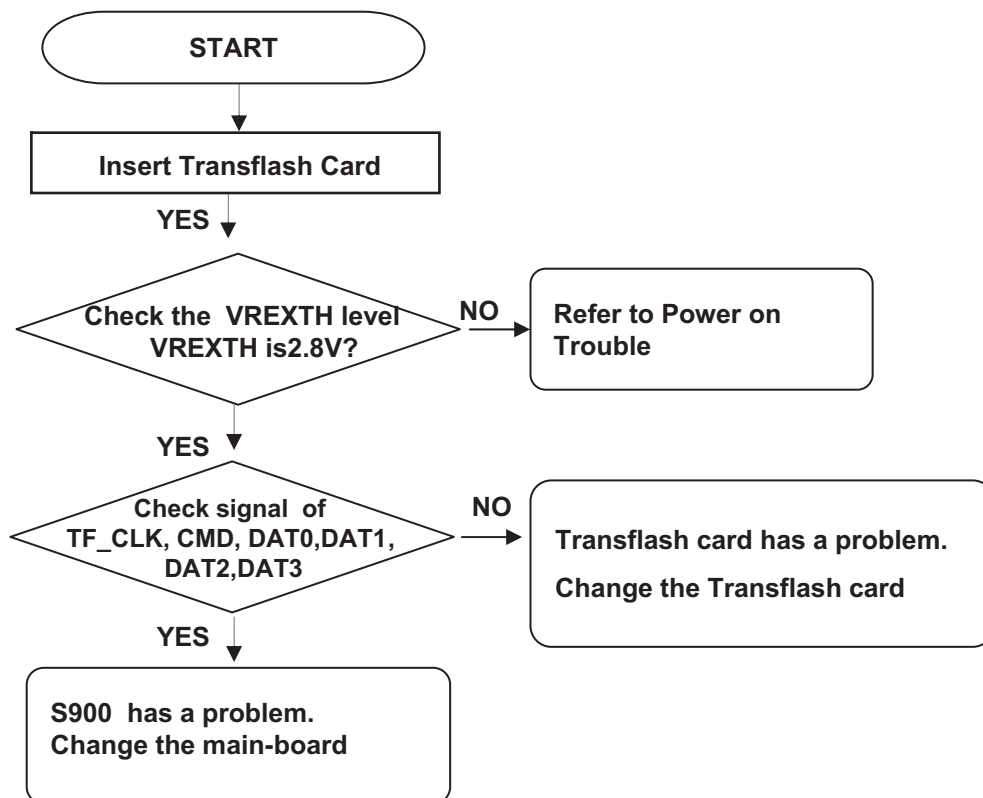 START
Insert Transflash Card
YES
Check the VREXTH level
VREXTH is2.8V?
NO
Refer to Power on
Trouble
YES
Check signal of
TF_CLK, CMD, DAT0,DAT1,
DAT2,DAT3
NO
Transflash card has a problem.
Change the Transflash card
YES
S900 has a problem.
Change the main-board